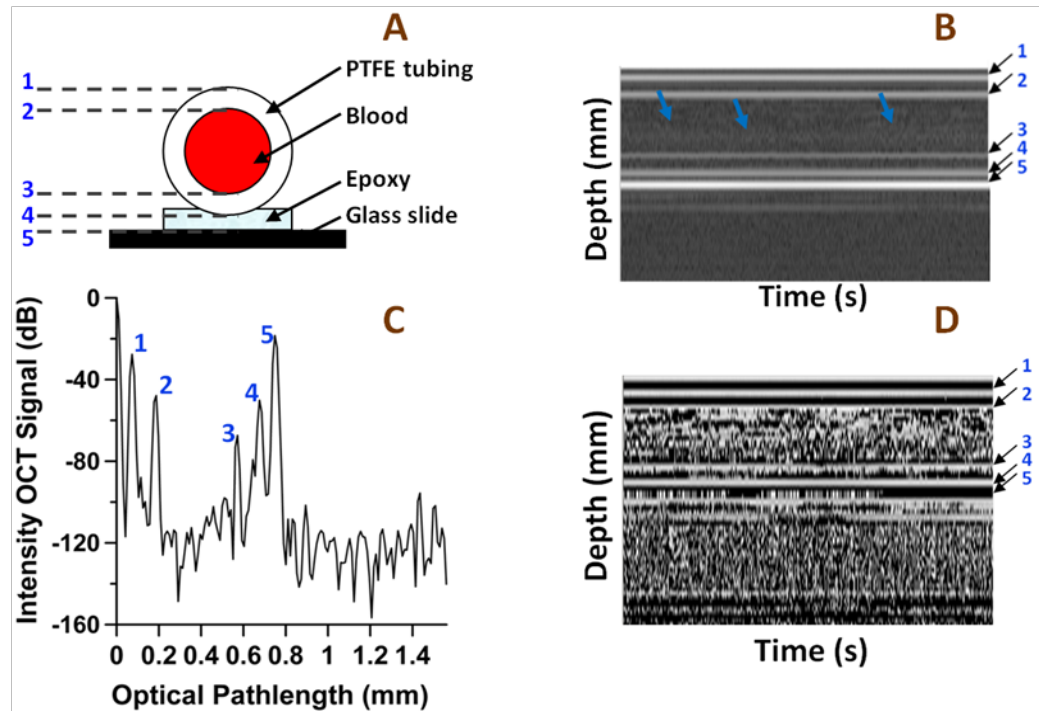 A
PTFE tubing
Blood
Epoxy
Glass slide
1
2
3
4
5
B
Depth (mm)
Time (s)
1
2
3
4
5
C
Intensity OCT Signal (dB)
0
-40
-80
-120
-160
1
2
3
4
5
0 0.2 0.4 0.6 0.8 1 1.2 1.4
Optical Pathlength (mm)
D
Depth (mm)
Time (s)
1
2
3
4
5